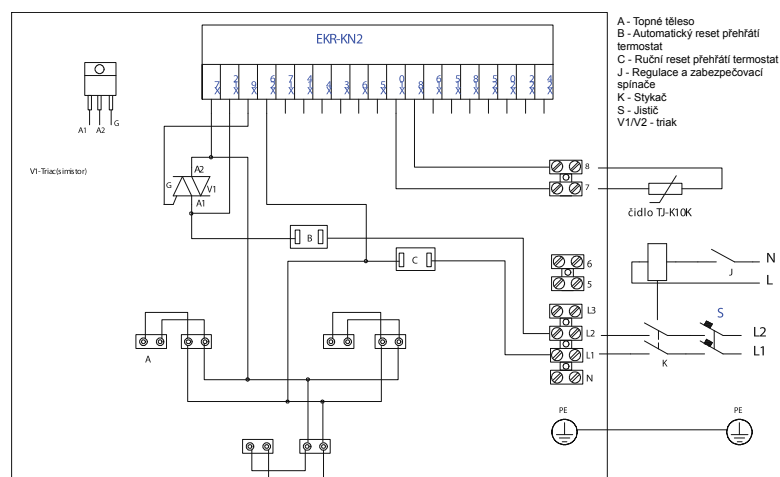 EKR-KN2
A - Topné těleso
B - Automatický reset přehřátí
termostat
C - Ruční reset přehřátí termostat
J - Regulace a zabezpečovací
spínače
K - Stykač
S - Jistič
V1/V2 - triak
A1 A2 G
V1-Triac(simistor)
A2
G
V1
A1
8
7
čidlo TJ-K10K
B
C
6
5
N
J
L
L3
S
L2
L2
L1
L1
K
N
A
PE
PE